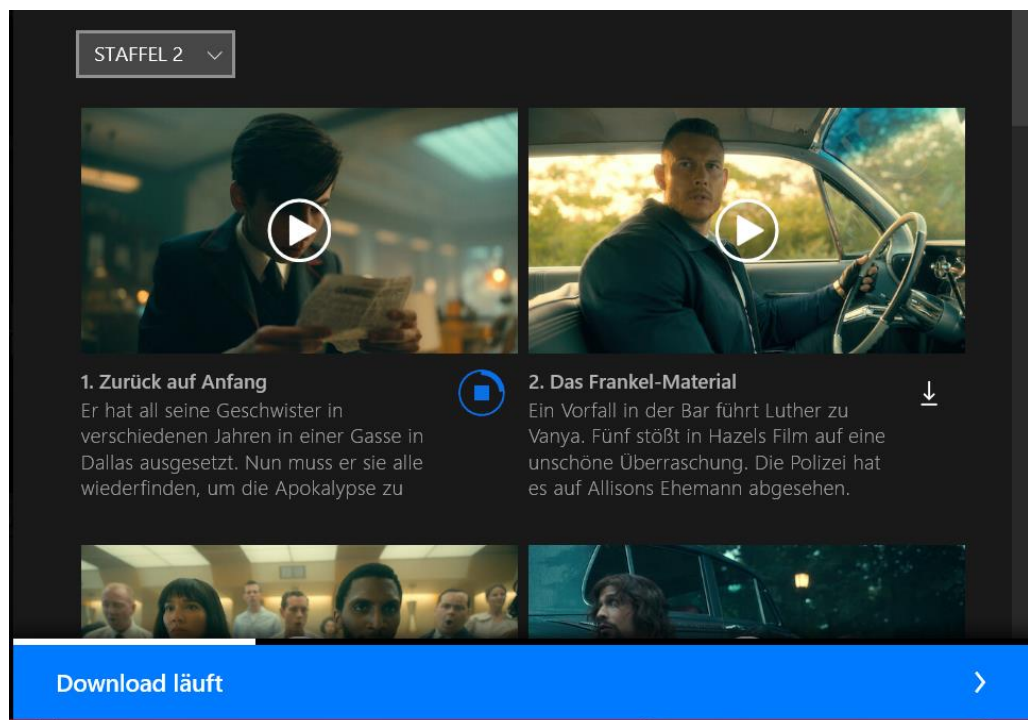 STAFFEL 2
1. Zurück auf Anfang
Er hat all seine Geschwister in
verschiedenen Jahren in einer Gasse in
Dallas ausgesetzt. Nun muss er sie alle
wiederfinden, um die Apokalypse zu
2. Das Frankel-Material
Ein Vorfall in der Bar führt Luther zu
Vanya. Fünf stößt in Hazels Film auf eine
unschöne Überraschung. Die Polizei hat
es auf Allisons Ehemann abgesehen.
Download läuft